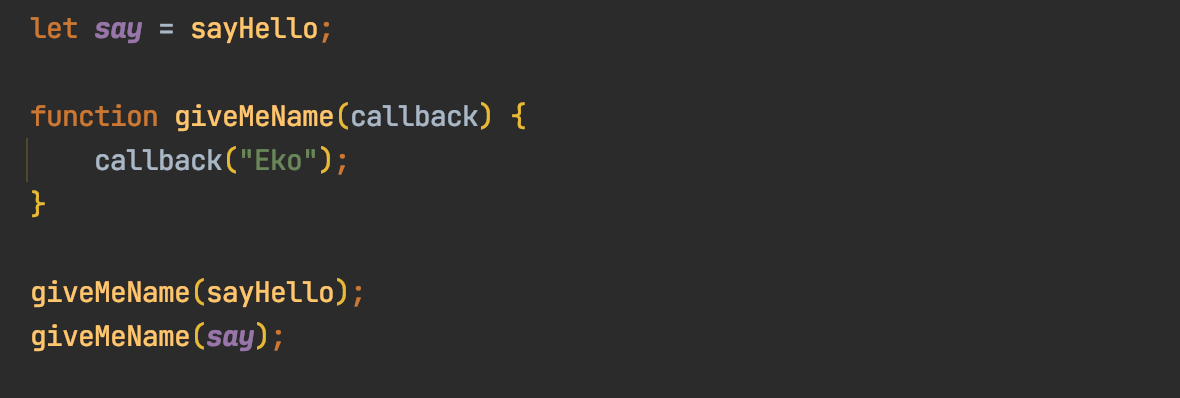 let say = sayHello;
function giveMeName(callback) {
    callback("Eko");
}
giveMeName(sayHello);
giveMeName(say);